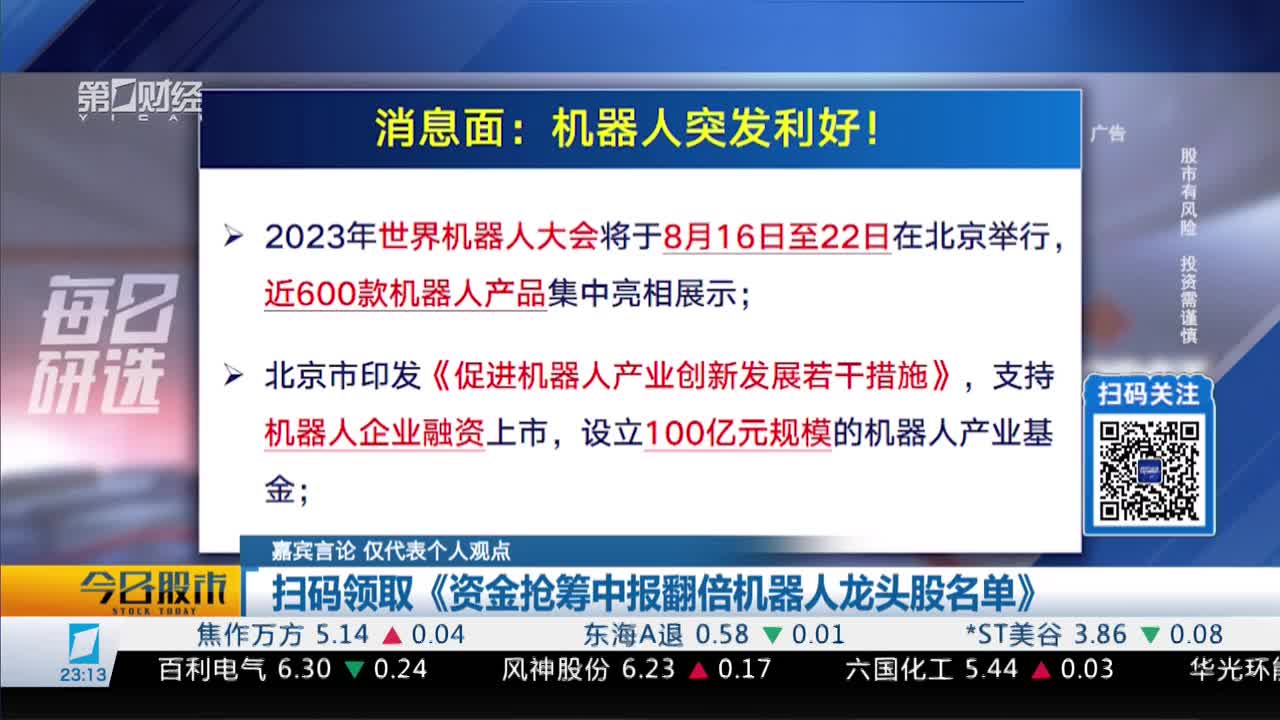 第一财经
YICAI
消息面：机器人突发利好！
广告
股市有风险 投资需谨慎
每日研选
2023年世界机器人大会将于8月16日至22日在北京举行，
近600款机器人产品集中亮相展示；
北京市印发《促进机器人产业创新发展若干措施》，支持
机器人企业融资上市，设立100亿元规模的机器人产业基
金；
扫码关注
嘉宾言论 仅代表个人观点
今日股市
STOCK TODAY
扫码领取《资金抢筹中报翻倍机器人龙头股名单》
焦作万方 5.14 ▲ 0.04 东海A退 0.58 ▼ 0.01 *ST美谷 3.86 ▼ 0.08
23:13
百利电气 6.30 ▼ 0.24 风神股份 6.23 ▲ 0.17 六国化工 5.44 ▲ 0.03 华光环能